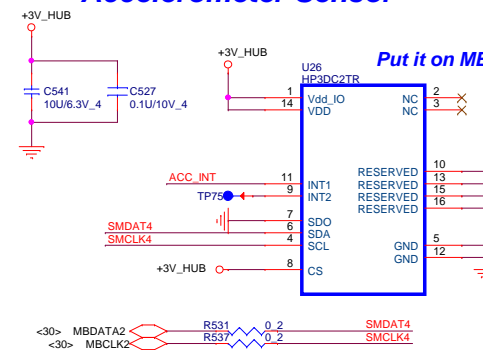 Accelerometer Sensor
+3V_HUB
+3V_HUB
U26
HP3DC2TR
Put it on ME
C541
10U/6.3V_4
C527
0.1U/10V_4
1 Vdd_IO NC 2
14 VDD NC 3
RESERVED 10
ACC_INT 11 INT1 RESERVED 13
TP75 9 INT2 RESERVED 15
RESERVED 16
7 SDO
SMDAT4 6 SDA
SMCLK4 4 SCL GND 5
GND 12
+3V_HUB 8 CS
<30> MBDATA2 R531 0_2 SMDAT4
<30> MBCLK2 R537 0_2 SMCLK4